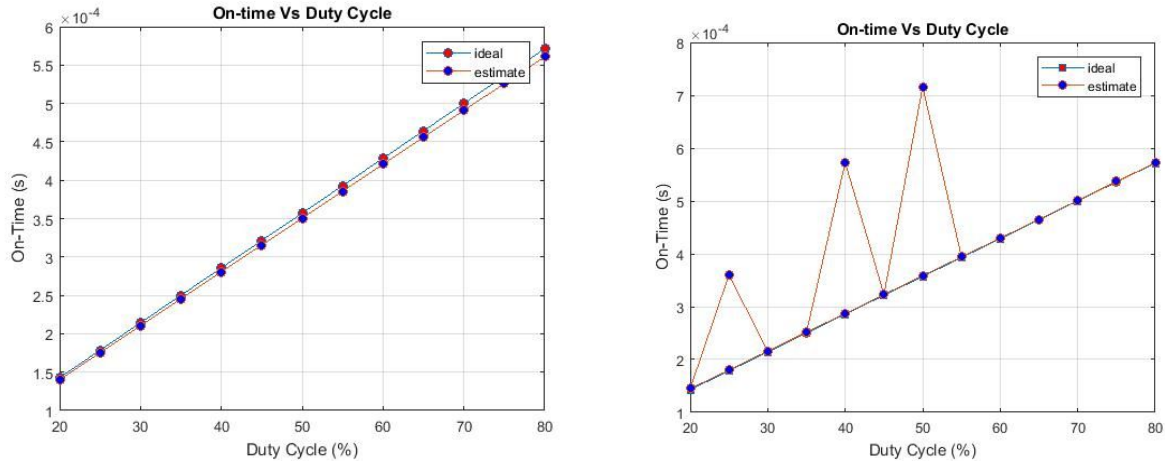 On-time Vs Duty Cycle
×10⁻⁴
6
5.5
5
4.5
4
3.5
3
2.5
2
1.5
1
On-Time (s)
20 30 40 50 60 70 80
Duty Cycle (%)
ideal
estimate
On-time Vs Duty Cycle
×10⁻⁴
8
7
6
5
4
3
2
1
On-Time (s)
20 30 40 50 60 70 80
Duty Cycle (%)
ideal
estimate